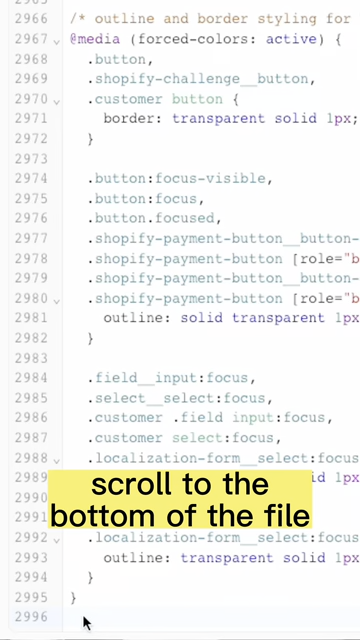 2965
2966 /* outline and border styling for
2967 @media (forced-colors: active) {
2968 .button,
2969 .shopify-challenge__button,
2970 .customer button {
2971 border: transparent solid 1px;
2972 }
2973
2974 .button:focus-visible,
2975 .button:focus,
2976 .button.focused,
2977 .shopify-payment-button__button-
2978 .shopify-payment-button [role="b
2979 .shopify-payment-button__button-
2980 .shopify-payment-button [role="b
2981 outline: solid transparent 1px
2982 }
2983
2984 .field__input:focus,
2985 .select__select:focus,
2986 .customer .field input:focus,
2987 .customer select:focus,
2988 .localization-form__select:focus
2989 solid 1px
2990
2991
2992 .localization-form__select:focus
2993 outline: transparent solid 1px
2994 }
2995 }
2996
scroll to the
bottom of the file